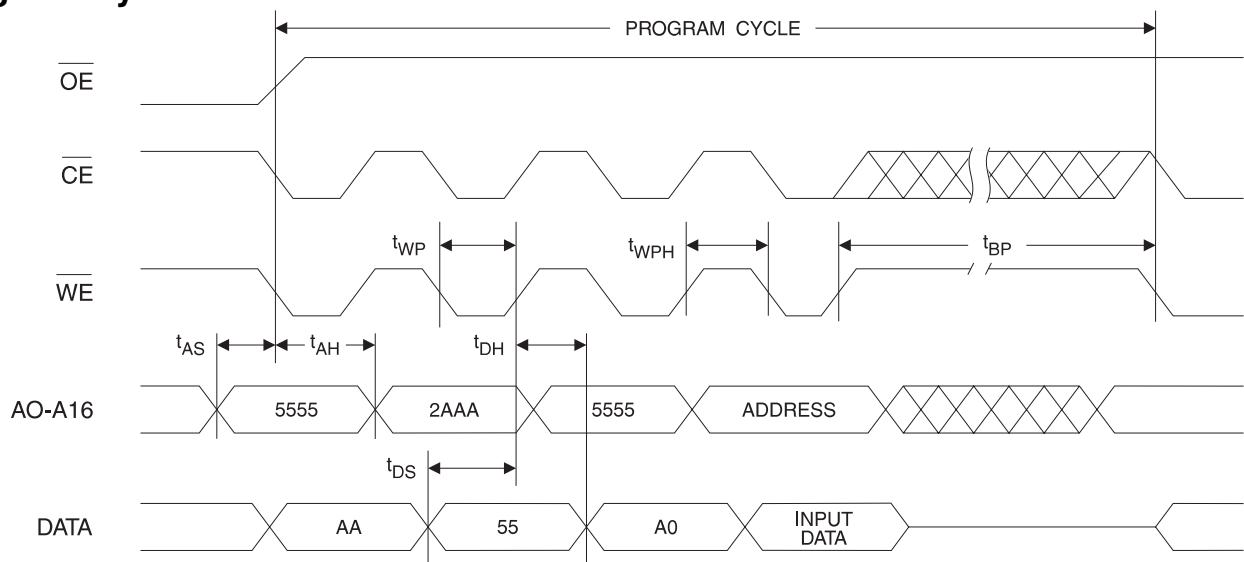 PROGRAM CYCLE
OE
CE
tWP
tWPH
tBP
WE
tAS
tAH
tDH
AO-A16
5555
2AAA
5555
ADDRESS
tDS
DATA
AA
55
A0
INPUT
DATA